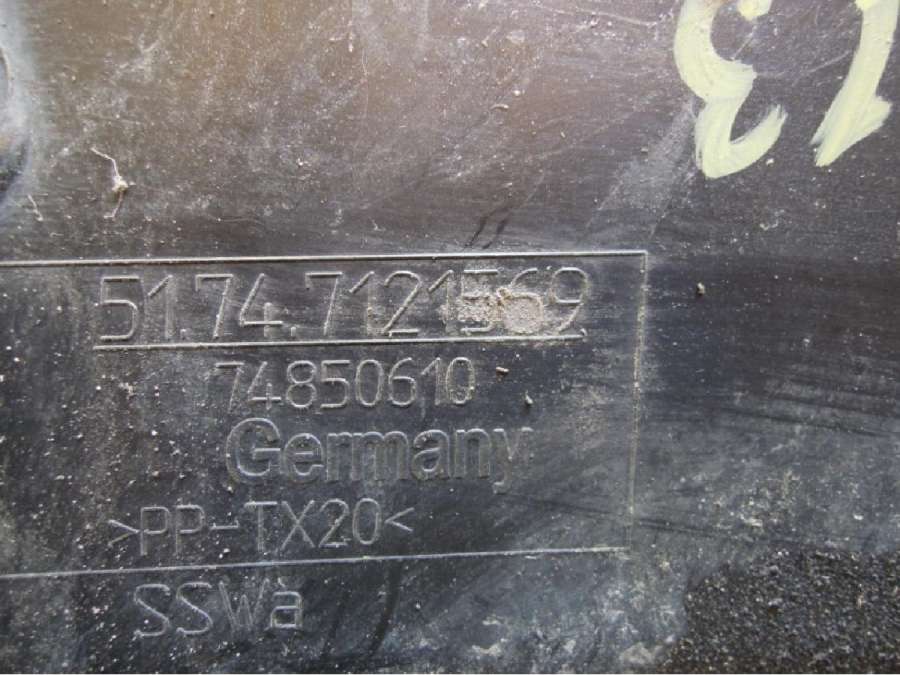 13
51.74.7121569
74850610
Germany
>PP-TX20<
SSWa